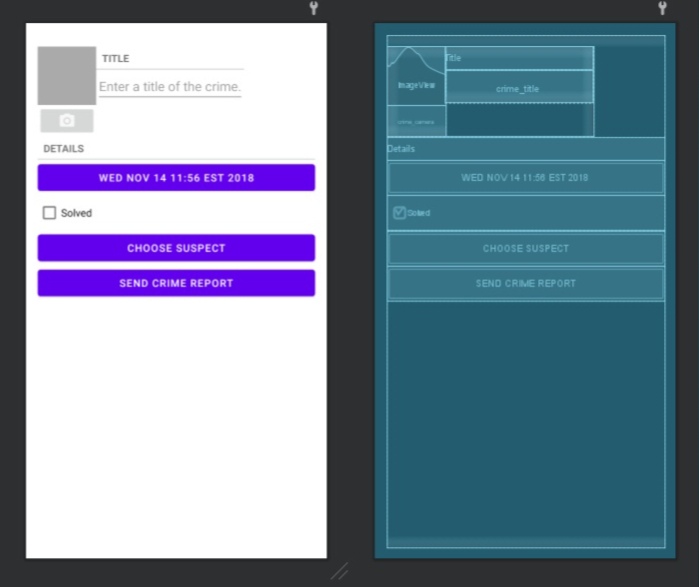 TITLE
Enter a title of the crime.
DETAILS
WED NOV 14 11:56 EST 2018
Solved
CHOOSE SUSPECT
SEND CRIME REPORT
Title
ImageView
crime_title
crime_camera
Details
WED NOV 14 11:56 EST 2018
Solved
CHOOSE SUSPECT
SEND CRIME REPORT